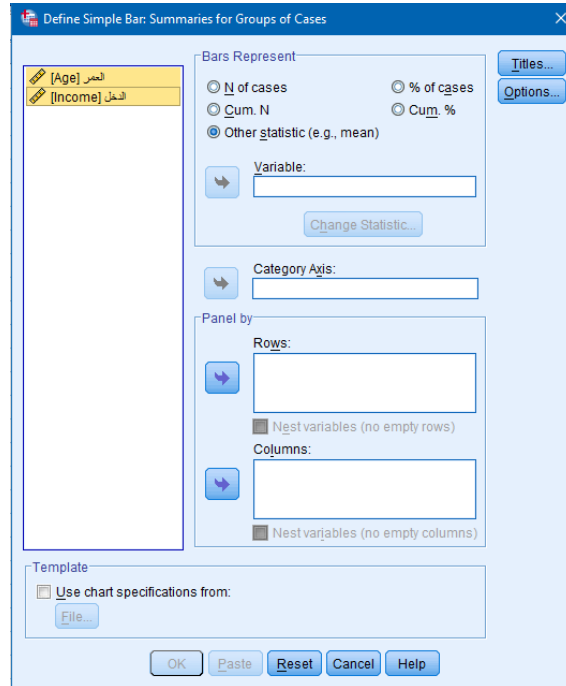 Define Simple Bar: Summaries for Groups of Cases
العمر [Age]
الدخل [Income]
Bars Represent
N of cases
% of cases
Cum. N
Cum. %
Other statistic (e.g., mean)
Variable:
Change Statistic...
Category Axis:
Panel by
Rows:
Nest variables (no empty rows)
Columns:
Nest variables (no empty columns)
Titles...
Options...
Template
Use chart specifications from:
File...
OK
Paste
Reset
Cancel
Help